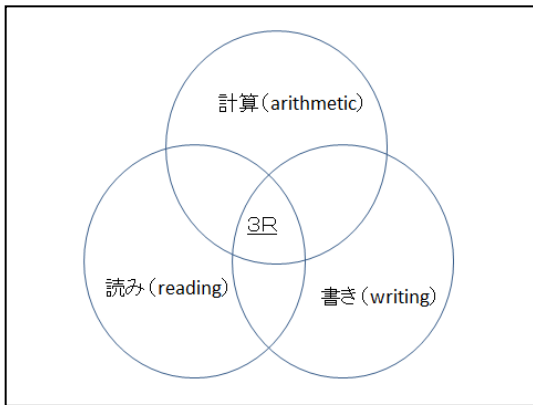 計算(arithmetic)
3R
読み(reading)
書き(writing)